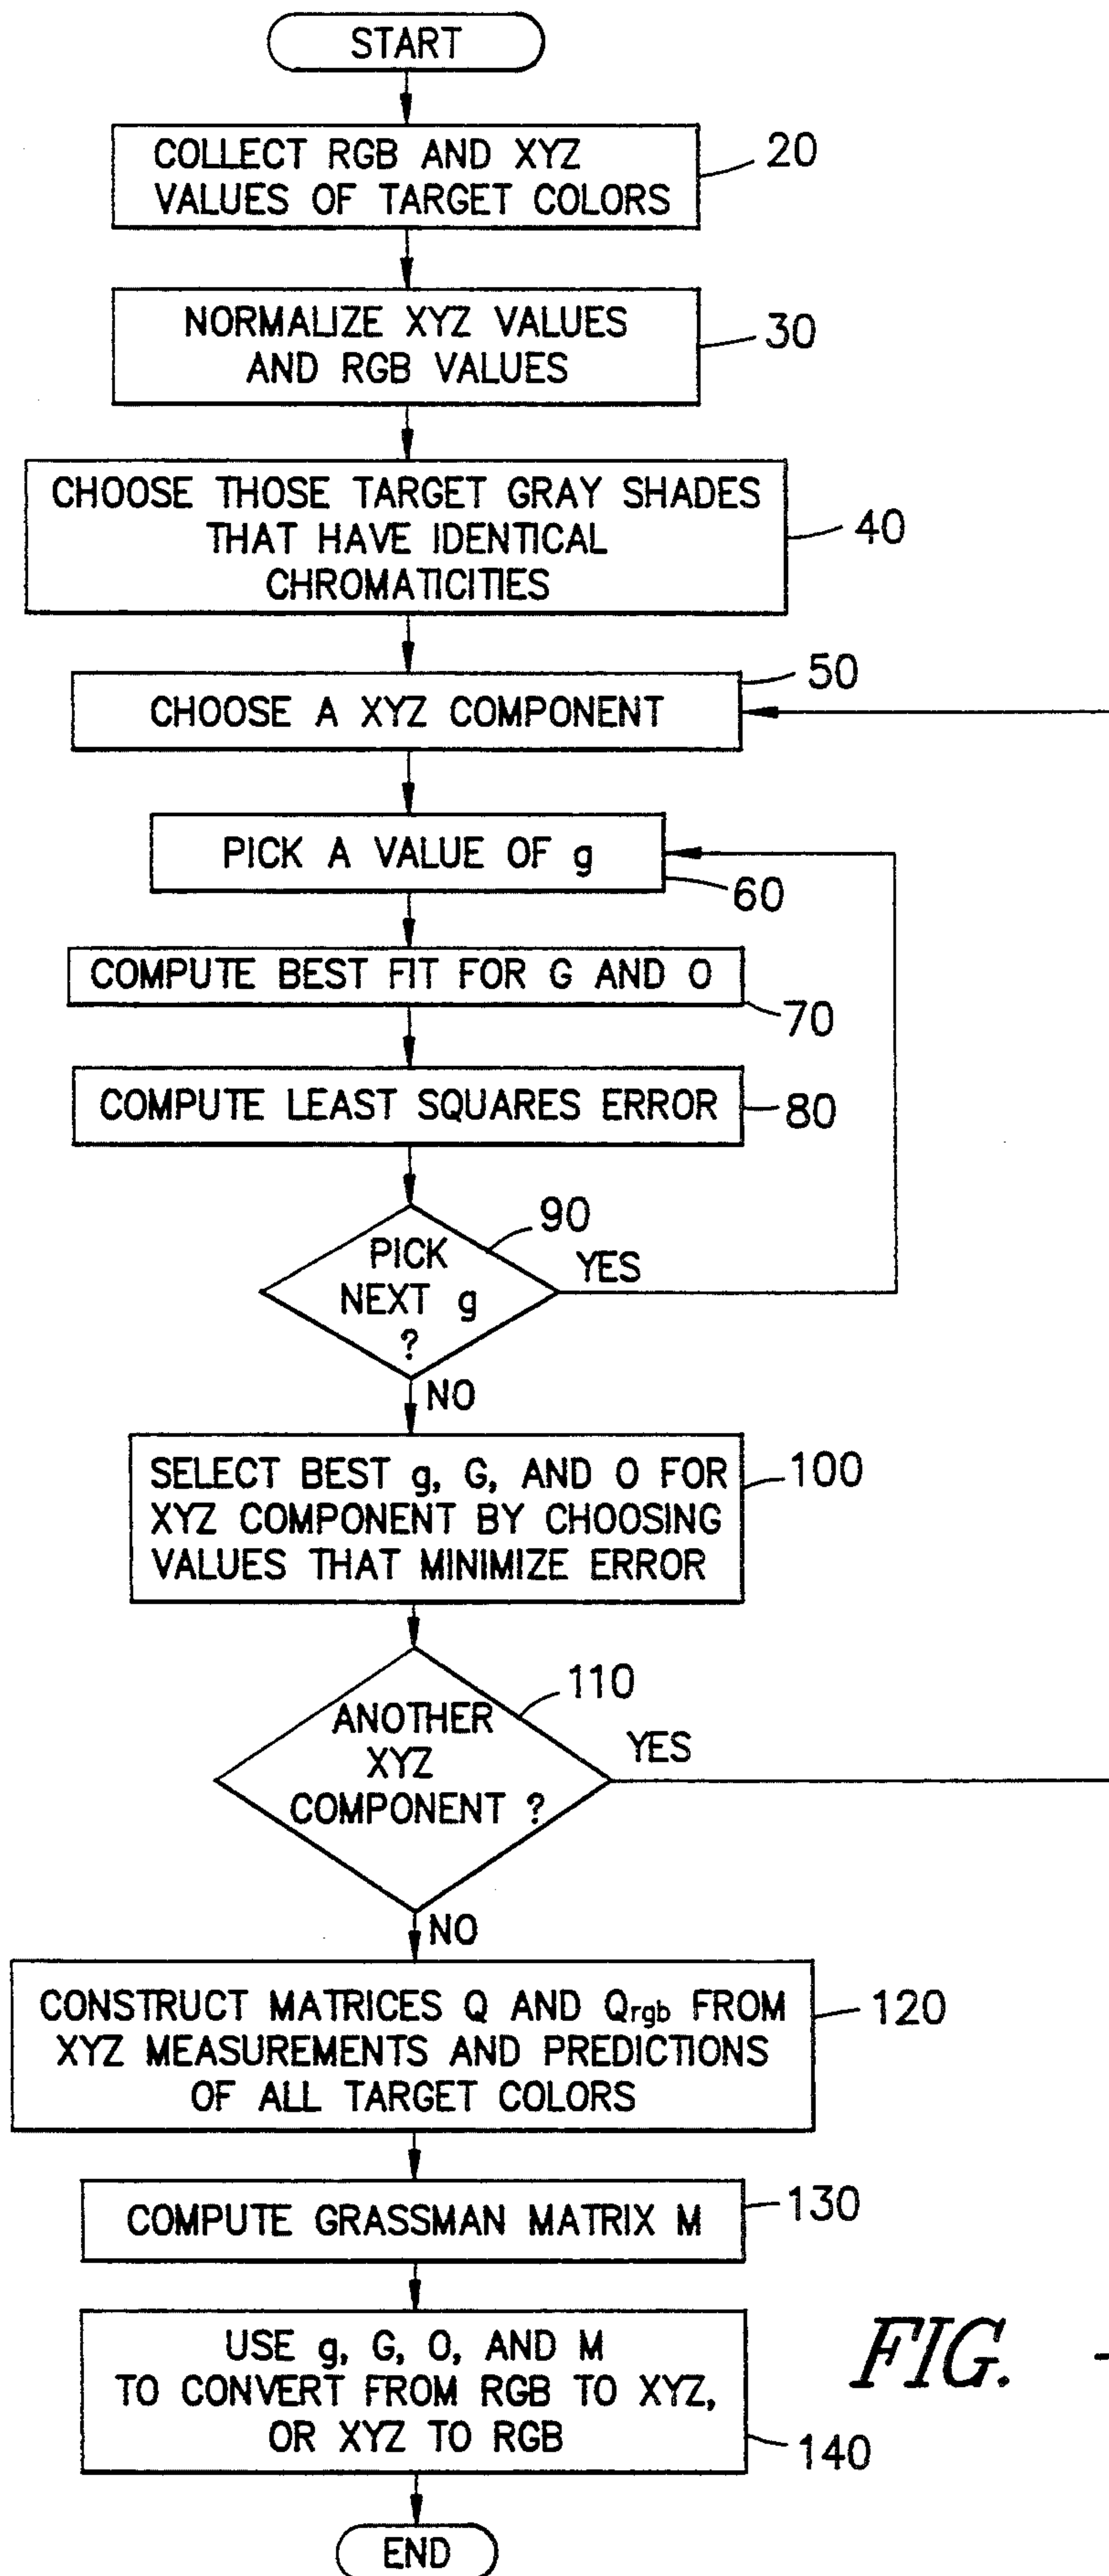 START
COLLECT RGB AND XYZ
VALUES OF TARGET COLORS
20
NORMALIZE XYZ VALUES
AND RGB VALUES
30
CHOOSE THOSE TARGET GRAY SHADES
THAT HAVE IDENTICAL
CHROMATICITIES
40
CHOOSE A XYZ COMPONENT
50
PICK A VALUE OF g
60
COMPUTE BEST FIT FOR G AND O
70
COMPUTE LEAST SQUARES ERROR
80
PICK
NEXT g
?
90
YES
NO
SELECT BEST g, G, AND O FOR
XYZ COMPONENT BY CHOOSING
VALUES THAT MINIMIZE ERROR
100
ANOTHER
XYZ
COMPONENT ?
110
YES
NO
CONSTRUCT MATRICES Q AND Qrgb FROM
XYZ MEASUREMENTS AND PREDICTIONS
OF ALL TARGET COLORS
120
COMPUTE GRASSMAN MATRIX M
130
USE g, G, O, AND M
TO CONVERT FROM RGB TO XYZ,
OR XYZ TO RGB
140
END
FIG.